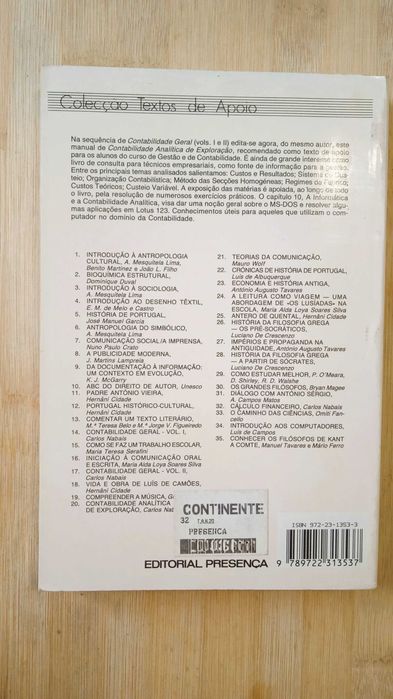 Colecção Textos de Apoio
Na sequência de Contabilidade Geral (vols. I e II) edita-se agora, do mesmo autor, este
manual de Contabilidade Analítica de Exploração, recomendado como texto de apoio
para os alunos do curso de Gestão e de Contabilidade. É ainda de grande interesse como
livro de consulta para técnicos empresariais, como fonte de informação para a gestão.
Entre os principais temas analisados salientamos: Custos e Resultados; Sistema de Cus-
teio; Organização Contabilística; Método das Secções Homogéneas; Regimes de Fabrico;
Custos Teóricos; Custeio Variável. A exposição das matérias é apoiada, ao longo de todo
o livro, pela resolução de numerosos exercícios práticos. O capítulo 10, A Informática
e a Contabilidade Analítica, visa dar uma noção geral sobre o MS-DOS e resolver algu-
mas aplicações em Lotus 123. Conhecimentos úteis para aqueles que utilizam o com-
putador no domínio da Contabilidade.
1. INTRODUÇÃO À ANTROPOLOGIA
CULTURAL, A. Mesquitela Lima,
Benito Martinez e João L. Filho
2. BIOQUÍMICA ESTRUTURAL,
Dominique Duval
3. INTRODUÇÃO À SOCIOLOGIA,
A. Mesquitela Lima
4. INTRODUÇÃO AO DESENHO TÊXTIL,
E. M. de Melo e Castro
5. HISTÓRIA DE PORTUGAL,
José Manuel Garcia
6. ANTROPOLOGIA DO SIMBÓLICO,
A. Mesquitela Lima
7. COMUNICAÇÃO SOCIAL/A IMPRENSA,
Nuno Paulo Crato
8. A PUBLICIDADE MODERNA,
J. Martins Lampreia
9. DA DOCUMENTAÇÃO À INFORMAÇÃO:
UM CONTEXTO EM EVOLUÇÃO,
K. J. McGarry
10. ABC DO DIREITO DE AUTOR, Unesco
11. PADRE ANTÓNIO VIEIRA,
Hernâni Cidade
12. PORTUGAL HISTÓRICO-CULTURAL,
Hernâni Cidade
13. COMENTAR UM TEXTO LITERÁRIO,
M.ª Teresa Belo e M.ª Jorge V. Figueiredo
14. CONTABILIDADE GERAL - VOL. I,
Carlos Nabais
15. COMO SE FAZ UM TRABALHO ESCOLAR,
Maria Teresa Serafini
16. INICIAÇÃO À COMUNICAÇÃO ORAL
E ESCRITA, Maria Alda Loya Soares Silva
17. CONTABILIDADE GERAL - VOL. II,
Carlos Nabais
18. VIDA E OBRA DE LUÍS DE CAMÕES,
Hernâni Cidade
19. COMPREENDER A MÚSICA,
20. CONTABILIDADE ANALÍTICA
DE EXPLORAÇÃO, Carlos Nab
21. TEORIAS DA COMUNICAÇÃO,
Mauro Wolf
22. CRÓNICAS DE HISTÓRIA DE PORTUGAL,
Luís de Albuquerque
23. ECONOMIA E HISTÓRIA ANTIGA,
António Augusto Tavares
24. A LEITURA COMO VIAGEM — UMA
ABORDAGEM DE «OS LUSÍADAS» NA
ESCOLA, Maria Alda Loya Soares Silva
25. ANTERO DE QUENTAL, Hernâni Cidade
26. HISTÓRIA DA FILOSOFIA GREGA
— OS PRÉ-SOCRÁTICOS,
Luciano De Crescenzo
27. IMPÉRIOS E PROPAGANDA NA
ANTIGUIDADE, António Augusto Tavares
28. HISTÓRIA DA FILOSOFIA GREGA
— A PARTIR DE SÓCRATES,
Luciano De Crescenzo
29. COMO ESTUDAR MELHOR, P. O'Meara,
D. Shirley, R. D. Walshe
30. OS GRANDES FILÓSOFOS, Bryan Magee
31. DIÁLOGO COM ANTÓNIO SÉRGIO,
A. Campos Matos
32. CÁLCULO FINANCEIRO, Carlos Nabais
33. O CAMINHO DAS CIÊNCIAS, Omiti Fan-
cello
34. INTRODUÇÃO AOS COMPUTADORES,
Luís de Campos
35. CONHECER OS FILÓSOFOS DE KANT
A COMTE, Manuel Tavares e Mário Ferro
CONTINENTE
32
PRESENCA
EDITORIAL PRESENÇA
ISBN 972-23-1353-3
9 789722 313537